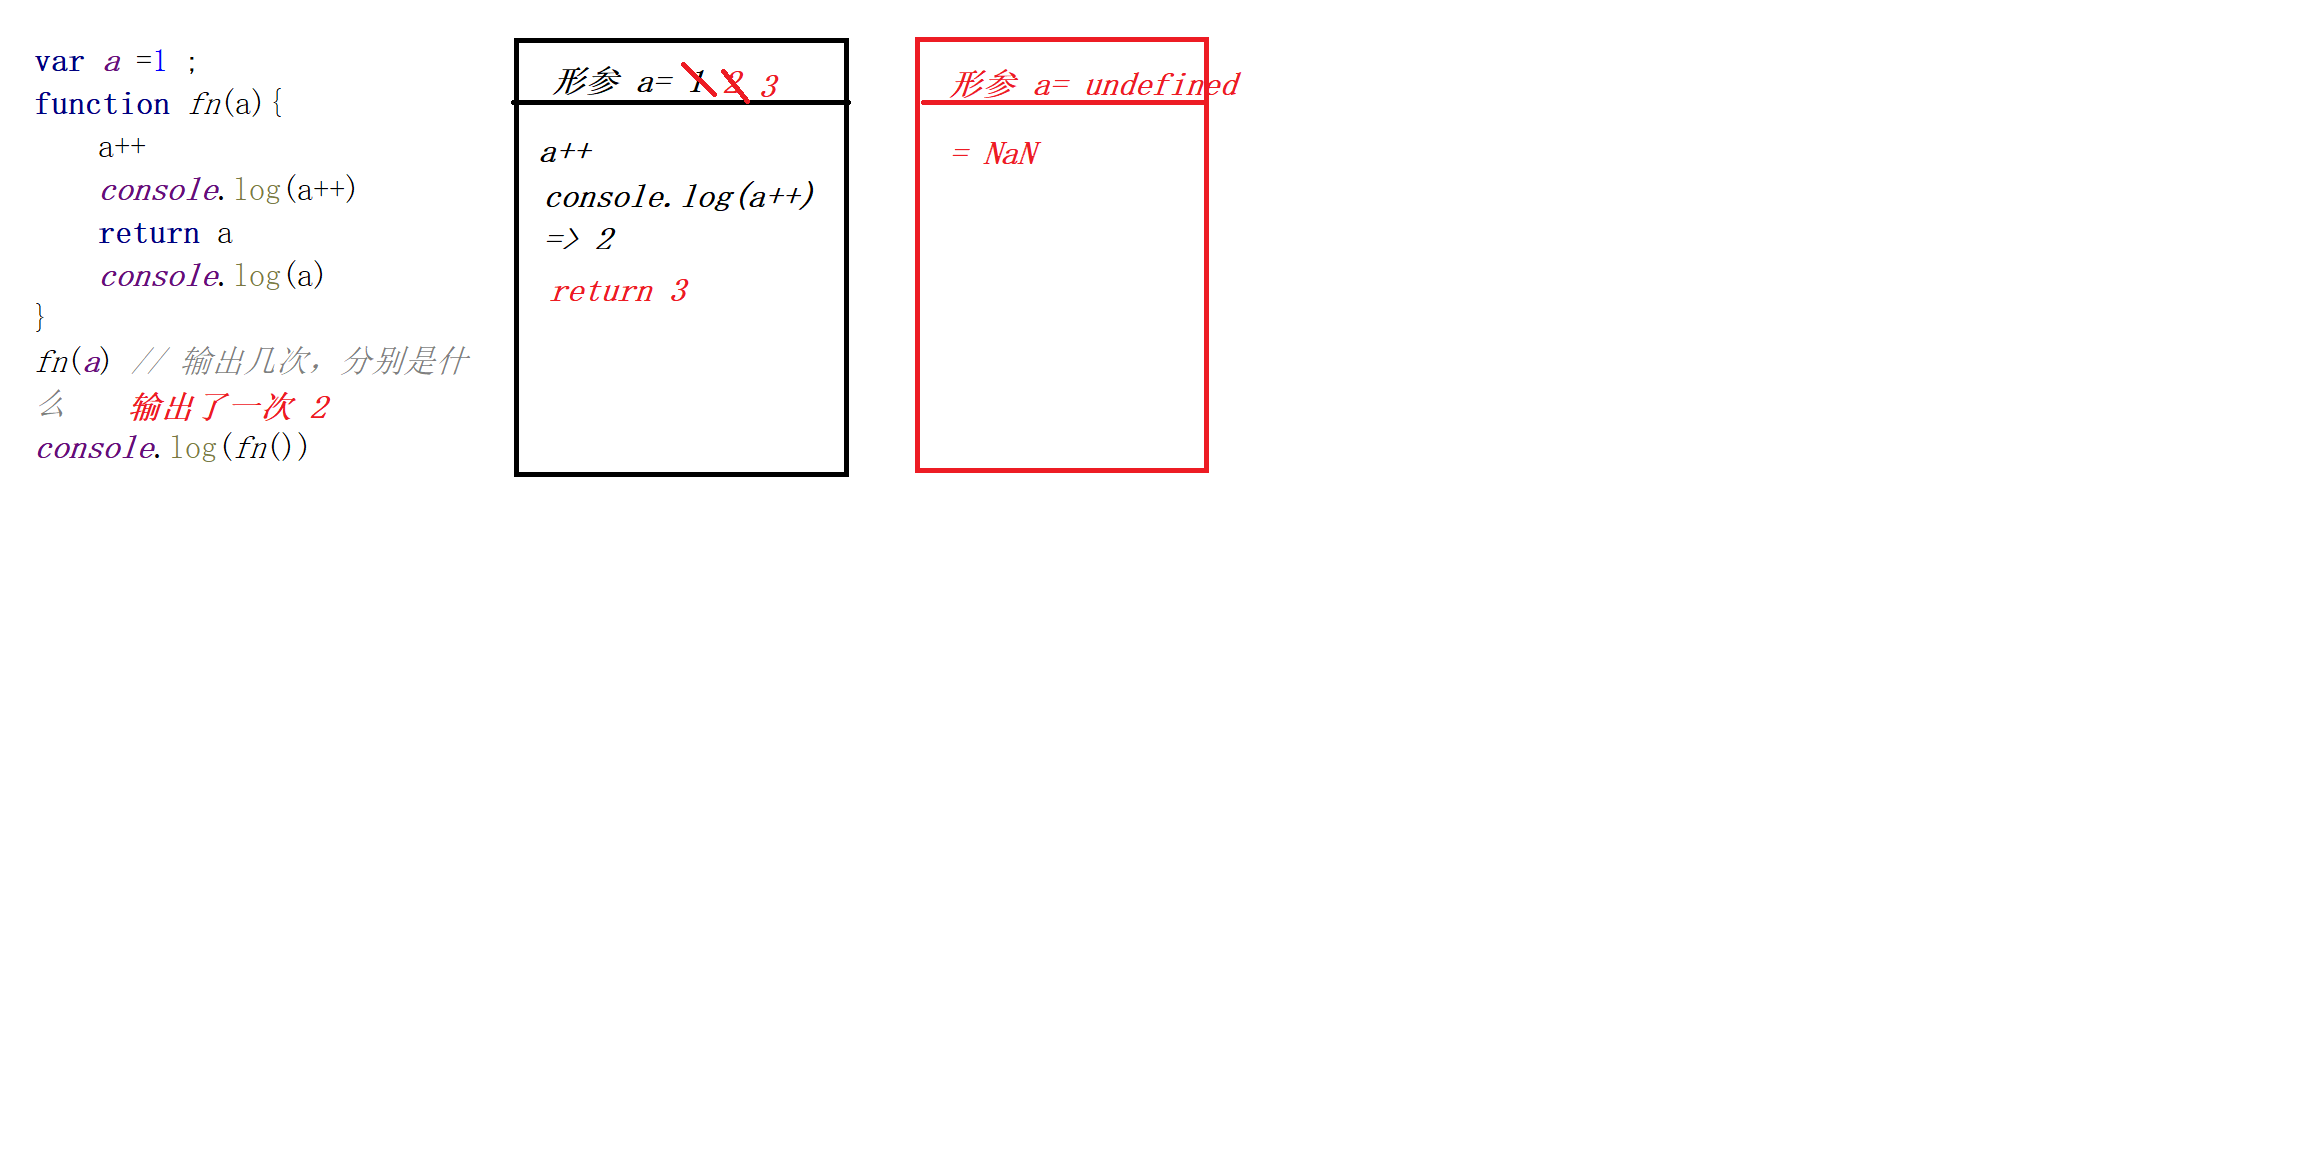 var a =1 ;
function fn(a){
a++
console.log(a++)
return a
console.log(a)
}
fn(a) // 输出几次，分别是什
么 输出了一次 2
console.log(fn())
形参 a= 1 2 3
a++
console.log(a++)
=> 2
return 3
形参 a= undefined
= NaN